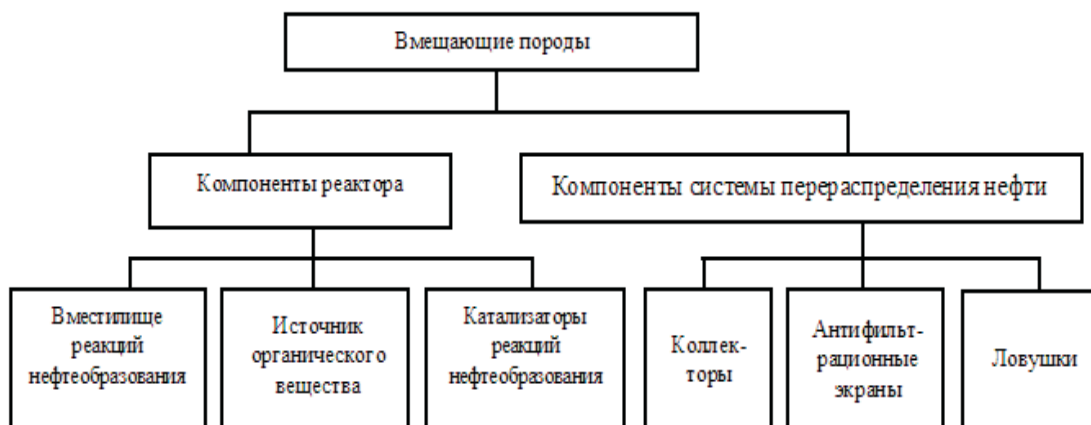 Вмещающие породы
Компоненты реактора
Компоненты системы перераспределения нефти
Вместилище
реакций
нефтеобразования
Источник
органического
вещества
Катализаторы
реакций
нефтеобразования
Коллек-
торы
Антифильт-
рационные
экраны
Ловушки